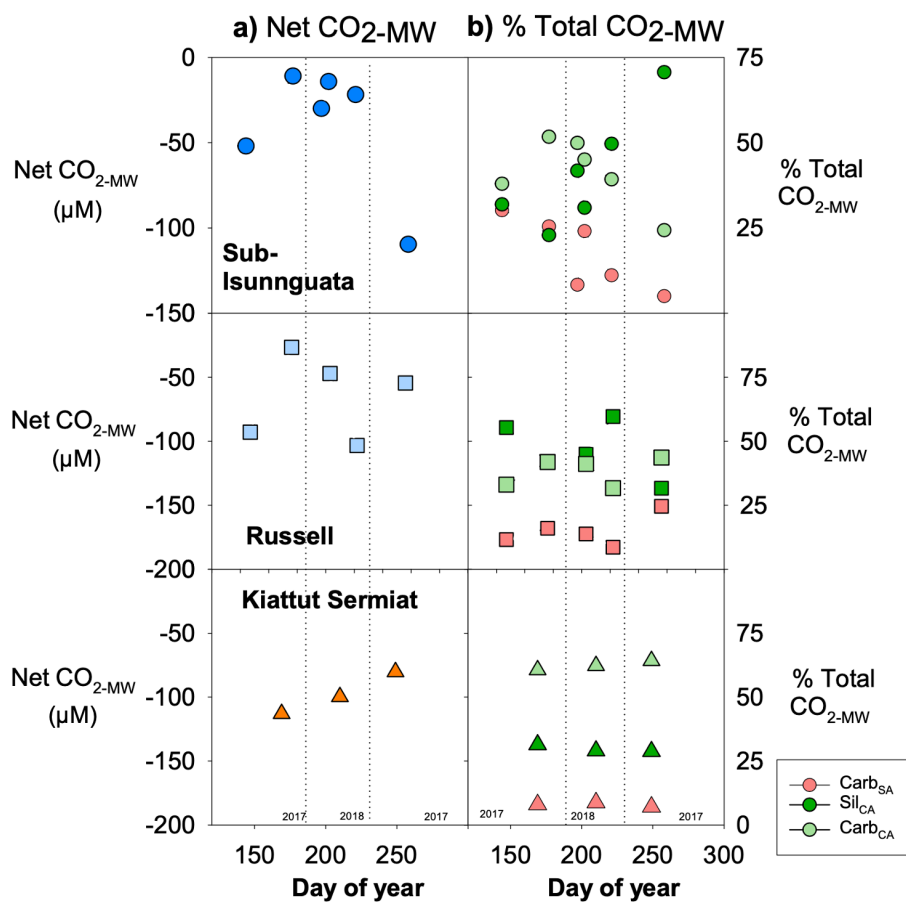 a) Net CO2-MW
b) % Total CO2-MW
0
-50
-100
-150
Net CO2-MW
(µM)
Sub-
Isunnguata
75
50
25
% Total
CO2-MW
-50
-100
-150
-200
Net CO2-MW
(µM)
Russell
75
50
25
% Total
CO2-MW
Kiattut Sermiat
-50
-100
-150
-200
Net CO2-MW
(µM)
75
50
25
0
% Total
CO2-MW
2017 2018 2017
2017 2018 2017
150 200 250
150 200 250 300
Day of year
Day of year
CarbSA
SilCA
CarbCA